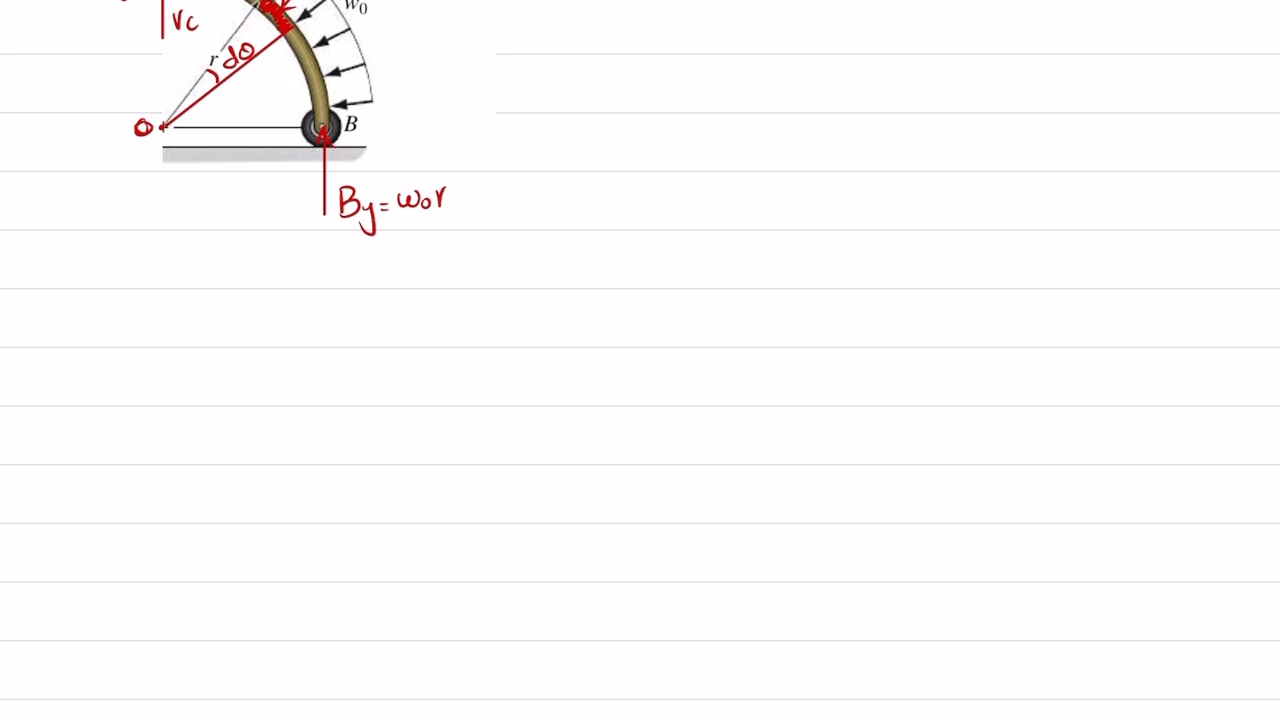 w₀
Vc
r dθ
O
B
By = w₀r